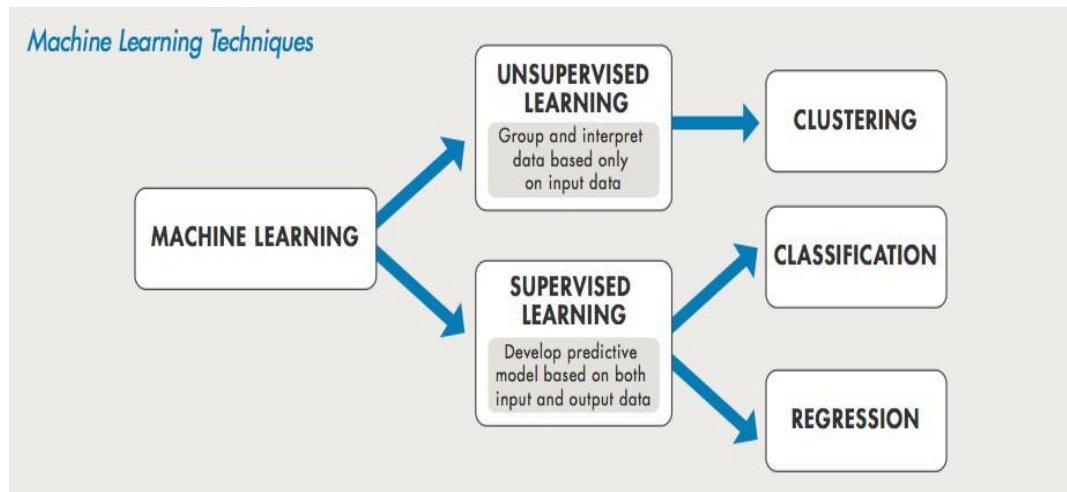 Machine Learning Techniques
MACHINE LEARNING
UNSUPERVISED
LEARNING
Group and interpret
data based only
on input data
CLUSTERING
SUPERVISED
LEARNING
Develop predictive
model based on both
input and output data
CLASSIFICATION
REGRESSION